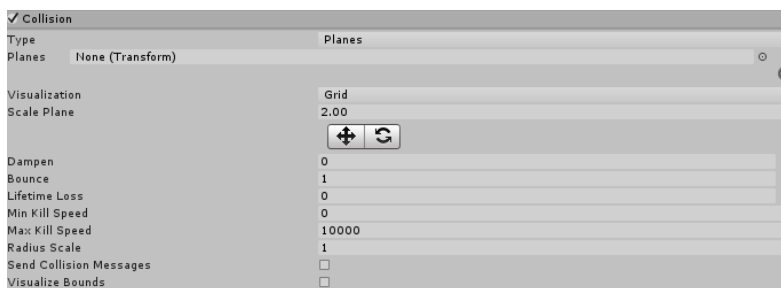 Collision
Type Planes
Planes None (Transform)
Visualization Grid
Scale Plane 2.00
Dampen 0
Bounce 1
Lifetime Loss 0
Min Kill Speed 0
Max Kill Speed 10000
Radius Scale 1
Send Collision Messages
Visualize Bounds